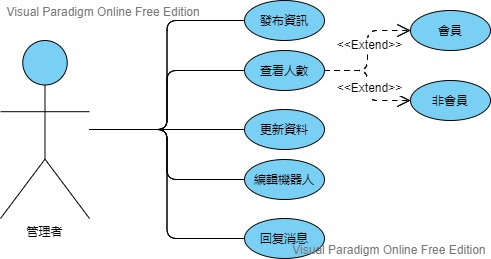 Visual Paradigm Online Free Edition
發布資訊
會員
<<Extend>>
查看人數
<<Extend>>
非會員
更新資料
編輯機器人
管理者
回复消息
Visual Paradigm Online Free Edition